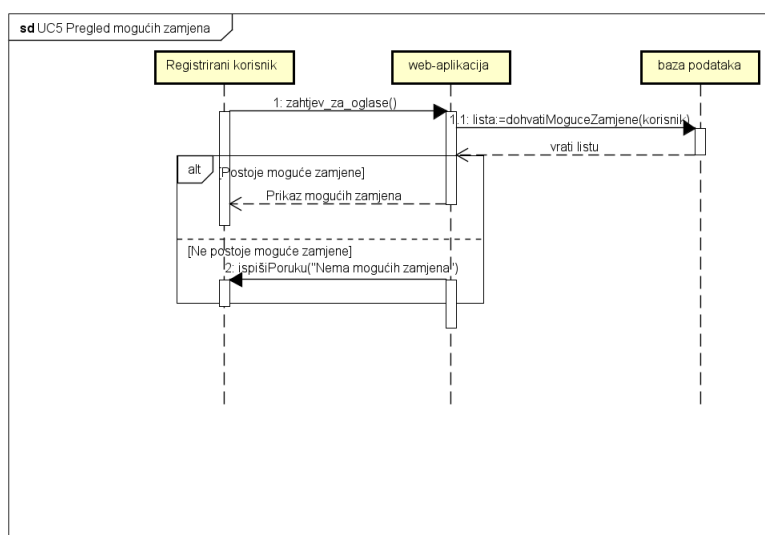 sd UC5 Pregled mogućih zamjena
Registrirani korisnik
web-aplikacija
baza podataka
1: zahtjev_za_oglase()
1.1: lista:=dohvatiMoguceZamjene(korisnik)
vrati listu
alt
[Postoje moguće zamjene]
Prikaz mogućih zamjena
[Ne postoje moguće zamjene]
2: ispišiPoruku("Nema mogućih zamjena")